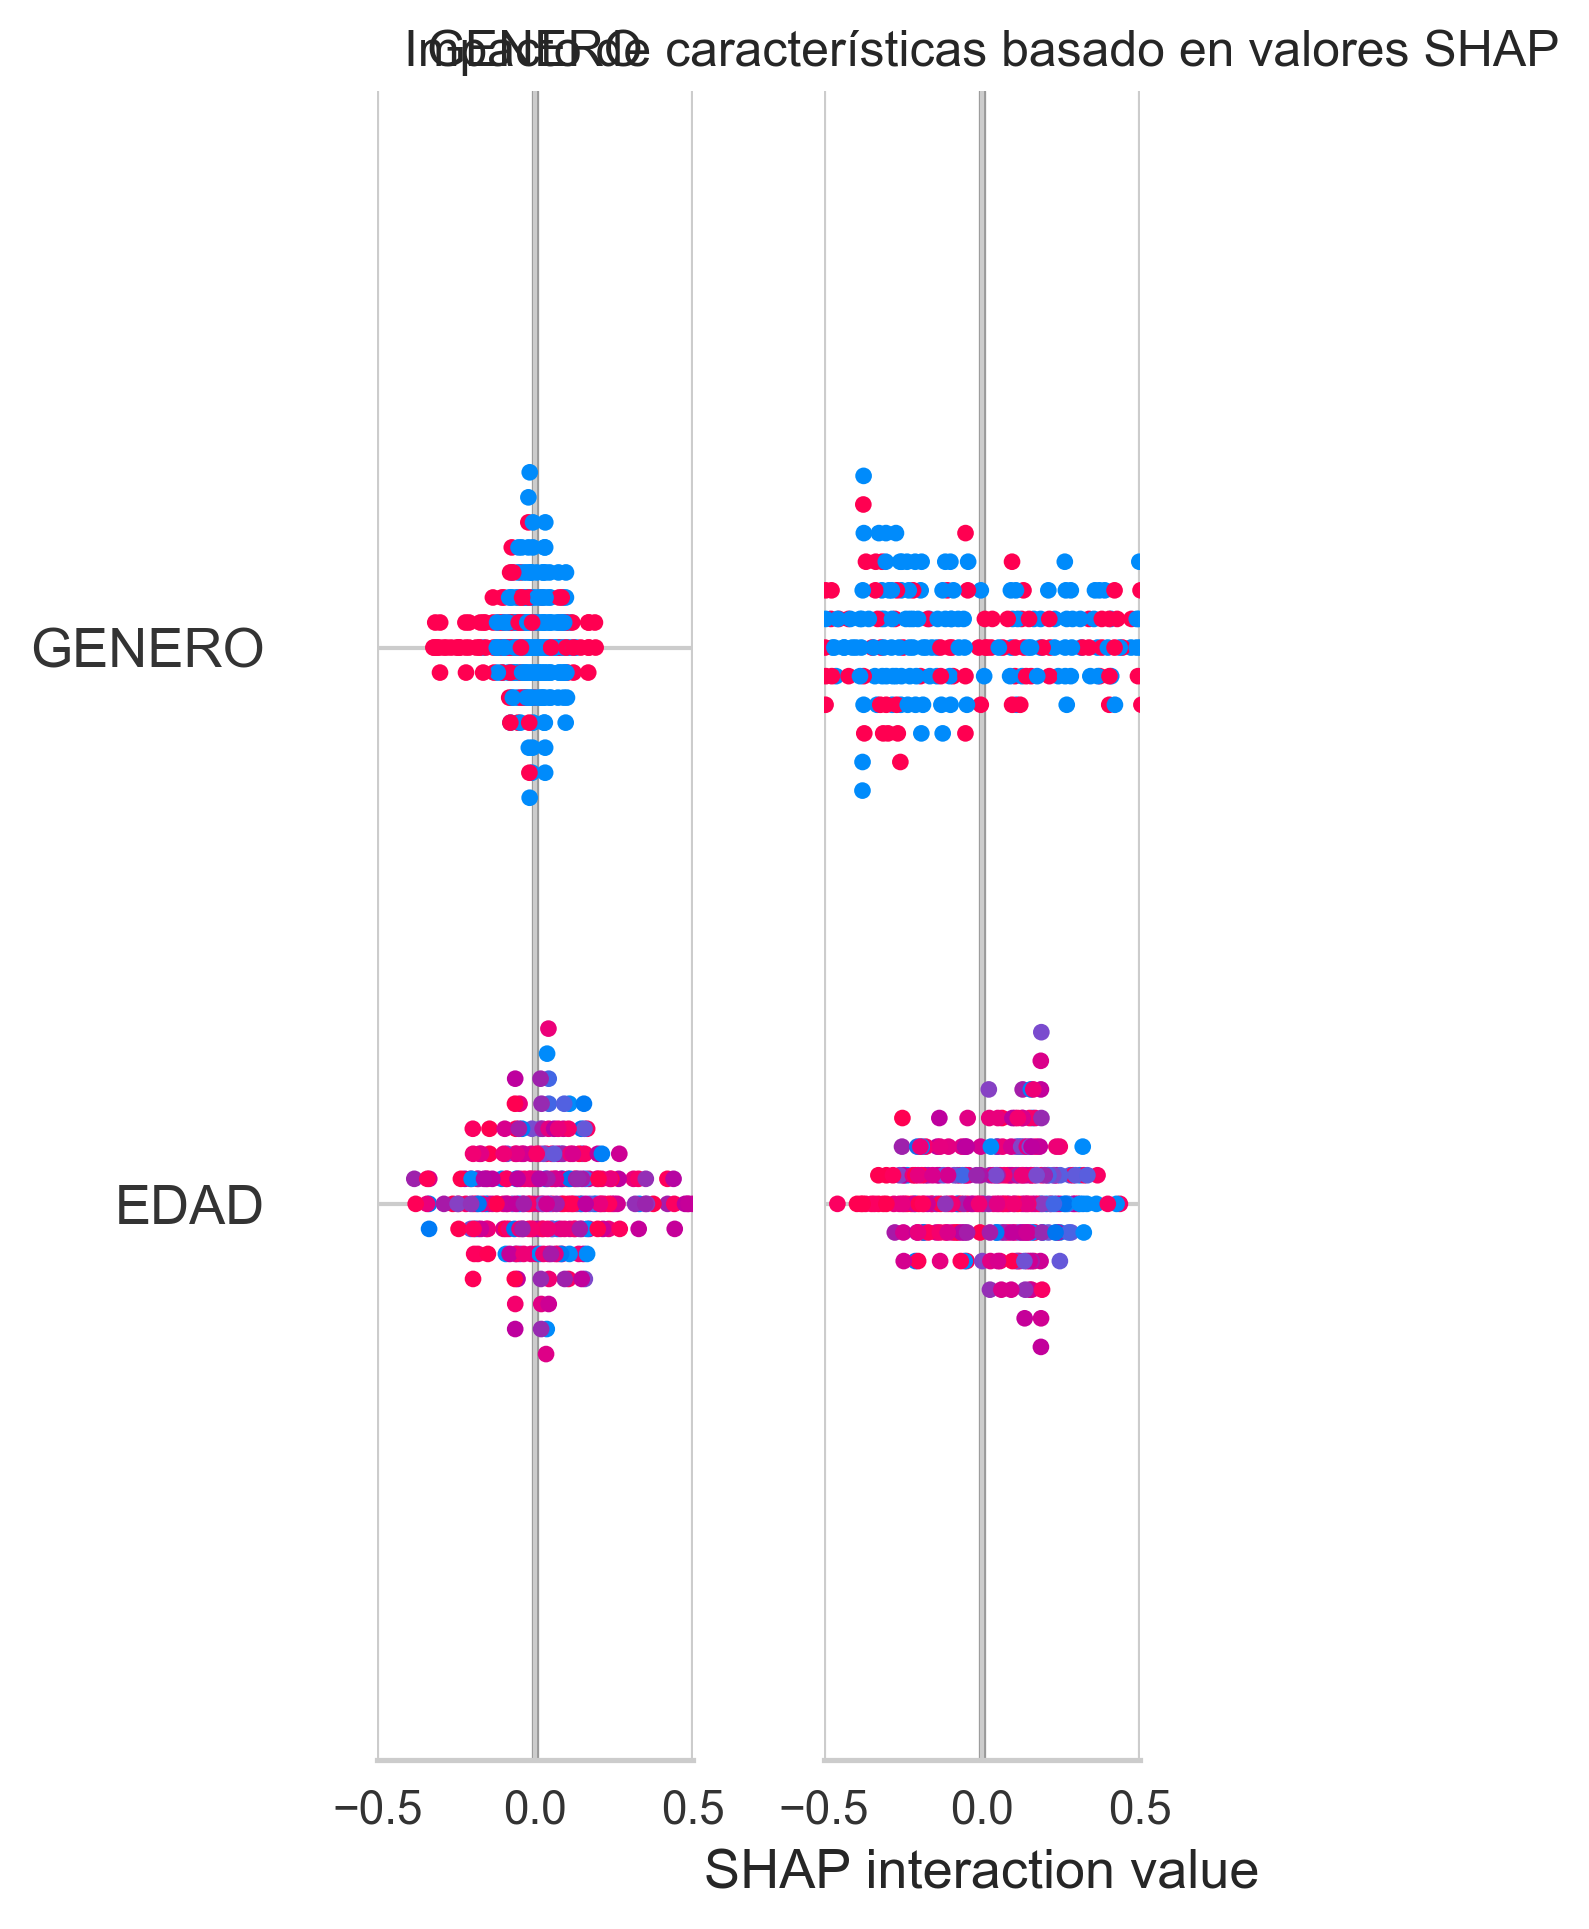 GENERO
Impacto de características basado en valores SHAP
GENERO
EDAD
−0.5 0.0 0.5 −0.5 0.0 0.5
SHAP interaction value